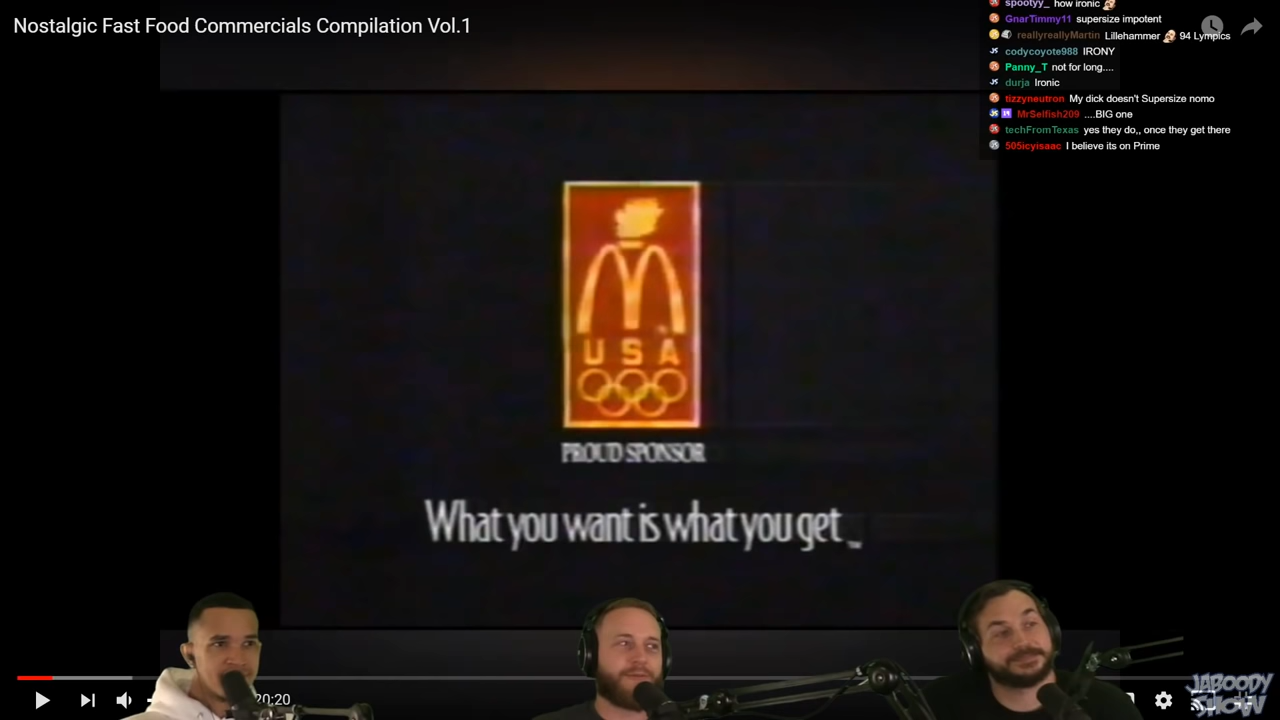 Nostalgic Fast Food Commercials Compilation Vol.1
spootyy_ how ironic
GnarTimmy11 supersize impotent
reallyreallyMartin Lillehammer 94 Lympics
codycoyote988 IRONY
Panny_T not for long....
durja Ironic
tizzyneutron My dick doesn't Supersize nomo
MrSelfish209 ....BIG one
techFromTexas yes they do,, once they get there
505icyisaac I believe its on Prime
USA
PROUD SPONSOR
What you want is what you get
20:20
JABOODY
SHOW